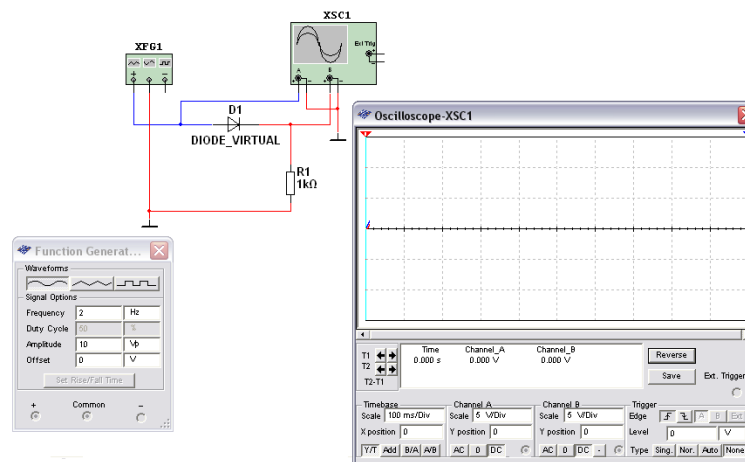 XSC1
XFG1
Ext Trig
A B
D1
DIODE_VIRTUAL
R1
1kΩ
Oscilloscope-XSC1
Function Generat...
Waveforms
Signal Options
Frequency 2 Hz
Duty Cycle 50 %
Amplitude 10 Vp
Offset 0 V
Set Rise/Fall Time
+ Common -
Time Channel_A Channel_B
T1 0.000 s 0.000 V 0.000 V
T2
T2-T1
Reverse
Save Ext. Trigger
Timebase Channel A Channel B Trigger
Scale 100 ms/Div Scale 5 V/Div Scale 5 V/Div Edge A B Ext
X position 0 Y position 0 Y position 0 Level 0 V
Y/T Add B/A A/B AC 0 DC AC 0 DC - Type Sing. Nor. Auto None